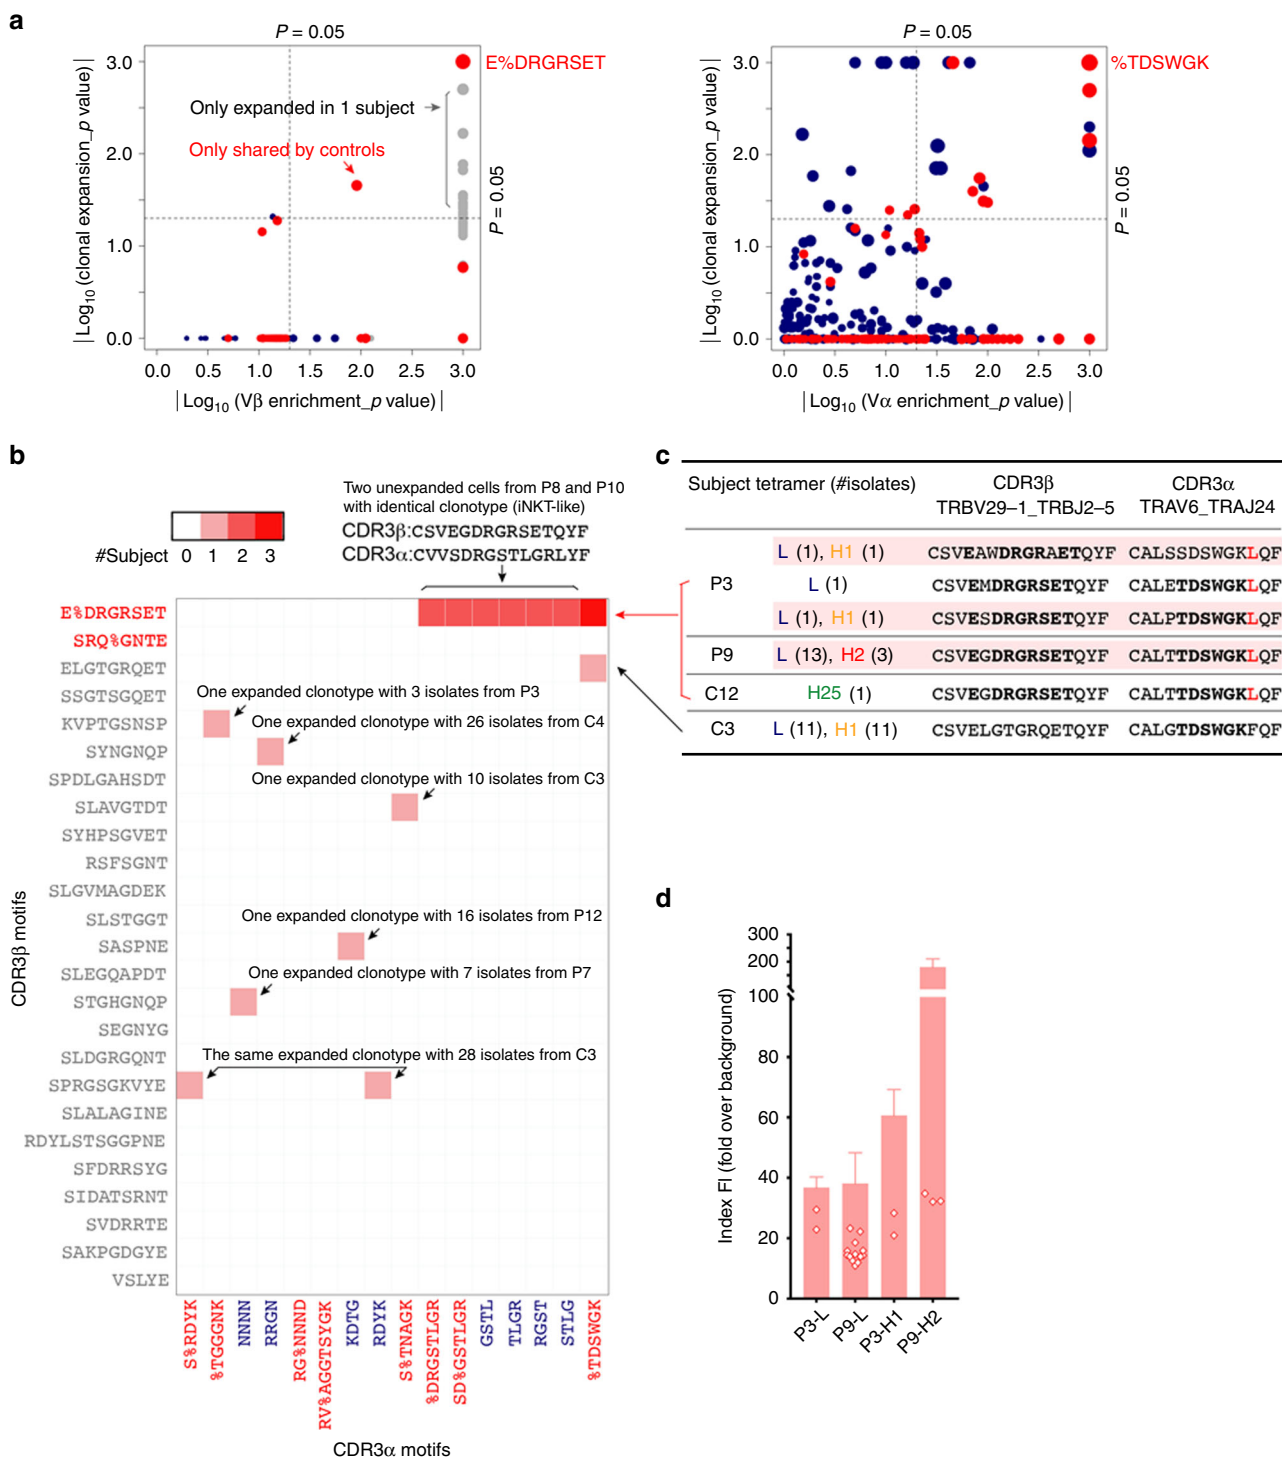 a
P = 0.05
E%DRGRSET
Only expanded in 1 subject
Only shared by controls
P = 0.05
|Log10 (clonal expansion_p value)|
3.0
2.0
1.0
0.0
0.0 0.5 1.0 1.5 2.0 2.5 3.0
|Log10 (Vβ enrichment_p value)|
P = 0.05
%TDSWGK
P = 0.05
|Log10 (clonal expansion_p value)|
3.0
2.0
1.0
0.0
0.0 0.5 1.0 1.5 2.0 2.5 3.0
|Log10 (Vα enrichment_p value)|
b
Two unexpanded cells from P8 and P10
with identical clonotype (iNKT-like)
CDR3β:CSVEGDRGRSETQYF
CDR3α:CVVSDRGSTLGRLYF
#Subject 0 1 2 3
CDR3β motifs
E%DRGRSET
SRQ%GNTE
ELGTGRQET
SSGTSGQET
KVPTGSNSP
SYNGNQP
SPDLGAHSDT
SLAVGTDT
SYHPSGVET
RSFSGNT
SLGVMAGDEK
SLSTGGT
SASPNE
SLEGQAPDT
STGHGNQP
SEGNYG
SLDGRGQNT
SPRGSGKVYE
SLALAGINE
RDYLSTSGGPNE
SFDRRSYG
SIDATSRNT
SVDRRTE
SAKPGDGYE
VSLYE
One expanded clonotype with 3 isolates from P3
One expanded clonotype with 26 isolates from C4
One expanded clonotype with 10 isolates from C3
One expanded clonotype with 16 isolates from P12
One expanded clonotype with 7 isolates from P7
The same expanded clonotype with 28 isolates from C3
S%RDYK
%TGGGNK
NNNN
RRGN
RG%NNND
RV%AGGTSYGK
KDTG
RDYK
S%TNAGK
%DRGSTLGR
SD%GSTLGR
GSTL
TLGR
RGST
STLG
%TDSWGK
CDR3α motifs
c
Subject tetramer (#isolates) CDR3β CDR3α
TRBV29–1_TRBJ2–5 TRAV6_TRAJ24
L (1), H1 (1) CSVEAWDRGRAETQYF CALSSDSWGKLQF
P3 L (1) CSVEMDRGRSETQYF CALETDSWGKLQF
L (1), H1 (1) CSVESDRGRSETQYF CALPTDSWGKLQF
P9 L (13), H2 (3) CSVEGDRGRSETQYF CALTTDSWGKLQF
C12 H25 (1) CSVEGDRGRSETQYF CALTTDSWGKLQF
C3 L (11), H1 (11) CSVELGTGRQETQYF CALGTDSWGKFQF
d
Index FI (fold over background)
300
200
100
80
60
40
20
0
P3-L
P9-L
P3-H1
P9-H2